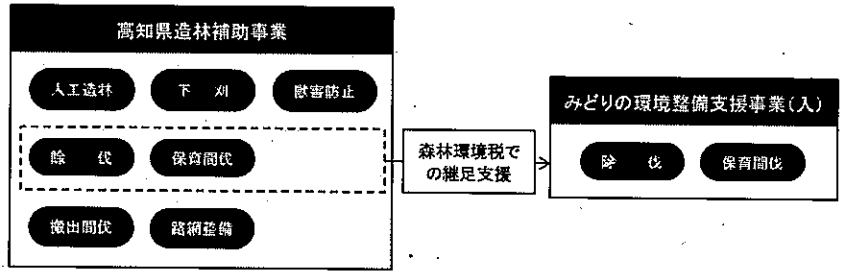 高知県造林補助事業
人工造林 下刈 獣害防止
除伐 保育間伐
搬出間伐 路網整備
森林環境税で
の継足支援
みどりの環境整備支援事業(入)
除伐 保育間伐